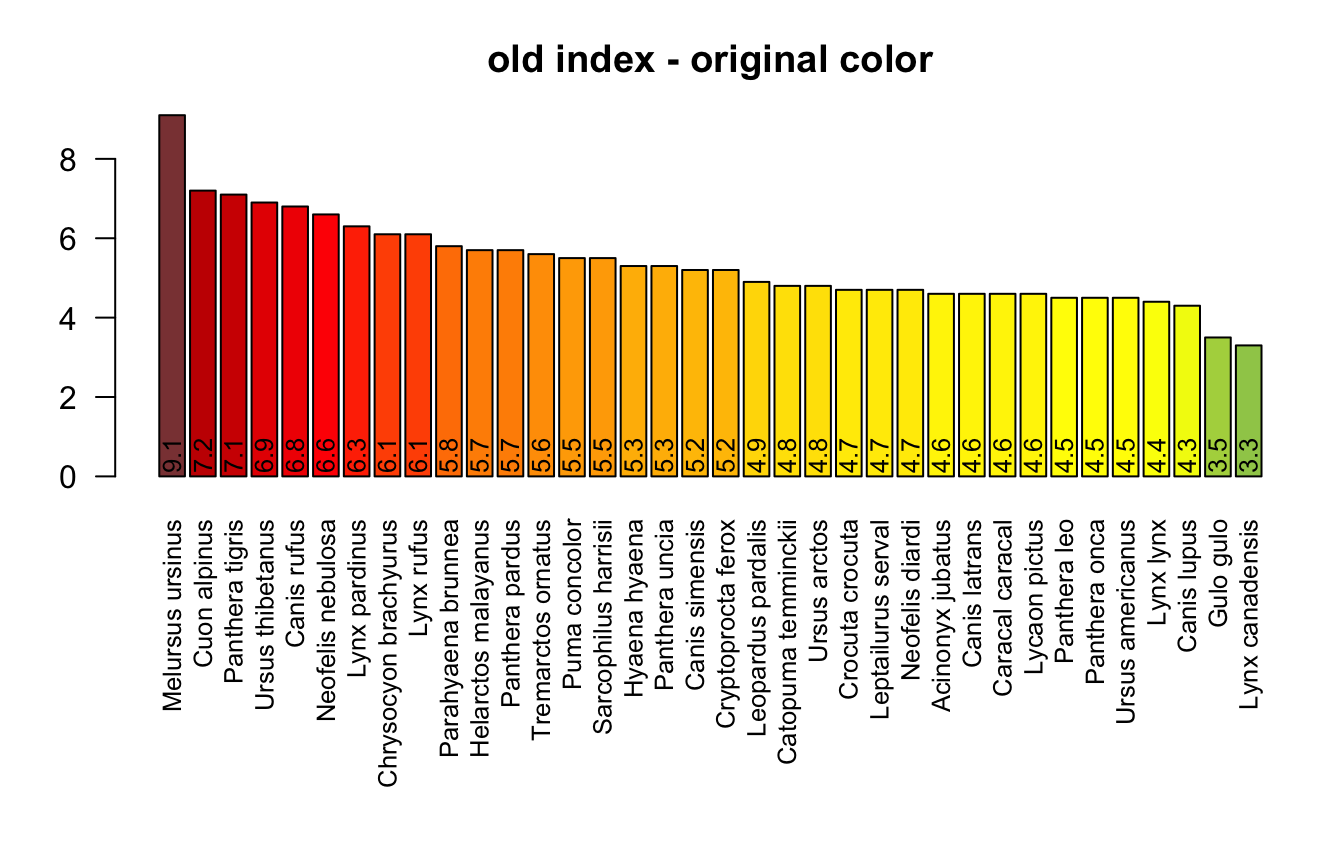 old index - original color
8
6
4
2
0
9.1
7.2
7.1
6.9
6.8
6.6
6.3
6.1
6.1
5.8
5.7
5.7
5.6
5.5
5.5
5.3
5.3
5.2
5.2
4.9
4.8
4.8
4.7
4.7
4.7
4.6
4.6
4.6
4.6
4.5
4.5
4.5
4.4
4.3
3.5
3.3
Melursus ursinus
Cuon alpinus
Panthera tigris
Ursus thibetanus
Canis rufus
Neofelis nebulosa
Lynx pardinus
Chrysocyon brachyurus
Lynx rufus
Parahyaena brunnea
Helarctos malayanus
Panthera pardus
Tremarctos ornatus
Puma concolor
Sarcophilus harrisii
Hyaena hyaena
Panthera uncia
Canis simensis
Cryptoprocta ferox
Leopardus pardalis
Catopuma temminckii
Ursus arctos
Crocuta crocuta
Leptailurus serval
Neofelis diardi
Acinonyx jubatus
Canis latrans
Caracal caracal
Lycaon pictus
Panthera leo
Panthera onca
Ursus americanus
Lynx lynx
Canis lupus
Gulo gulo
Lynx canadensis